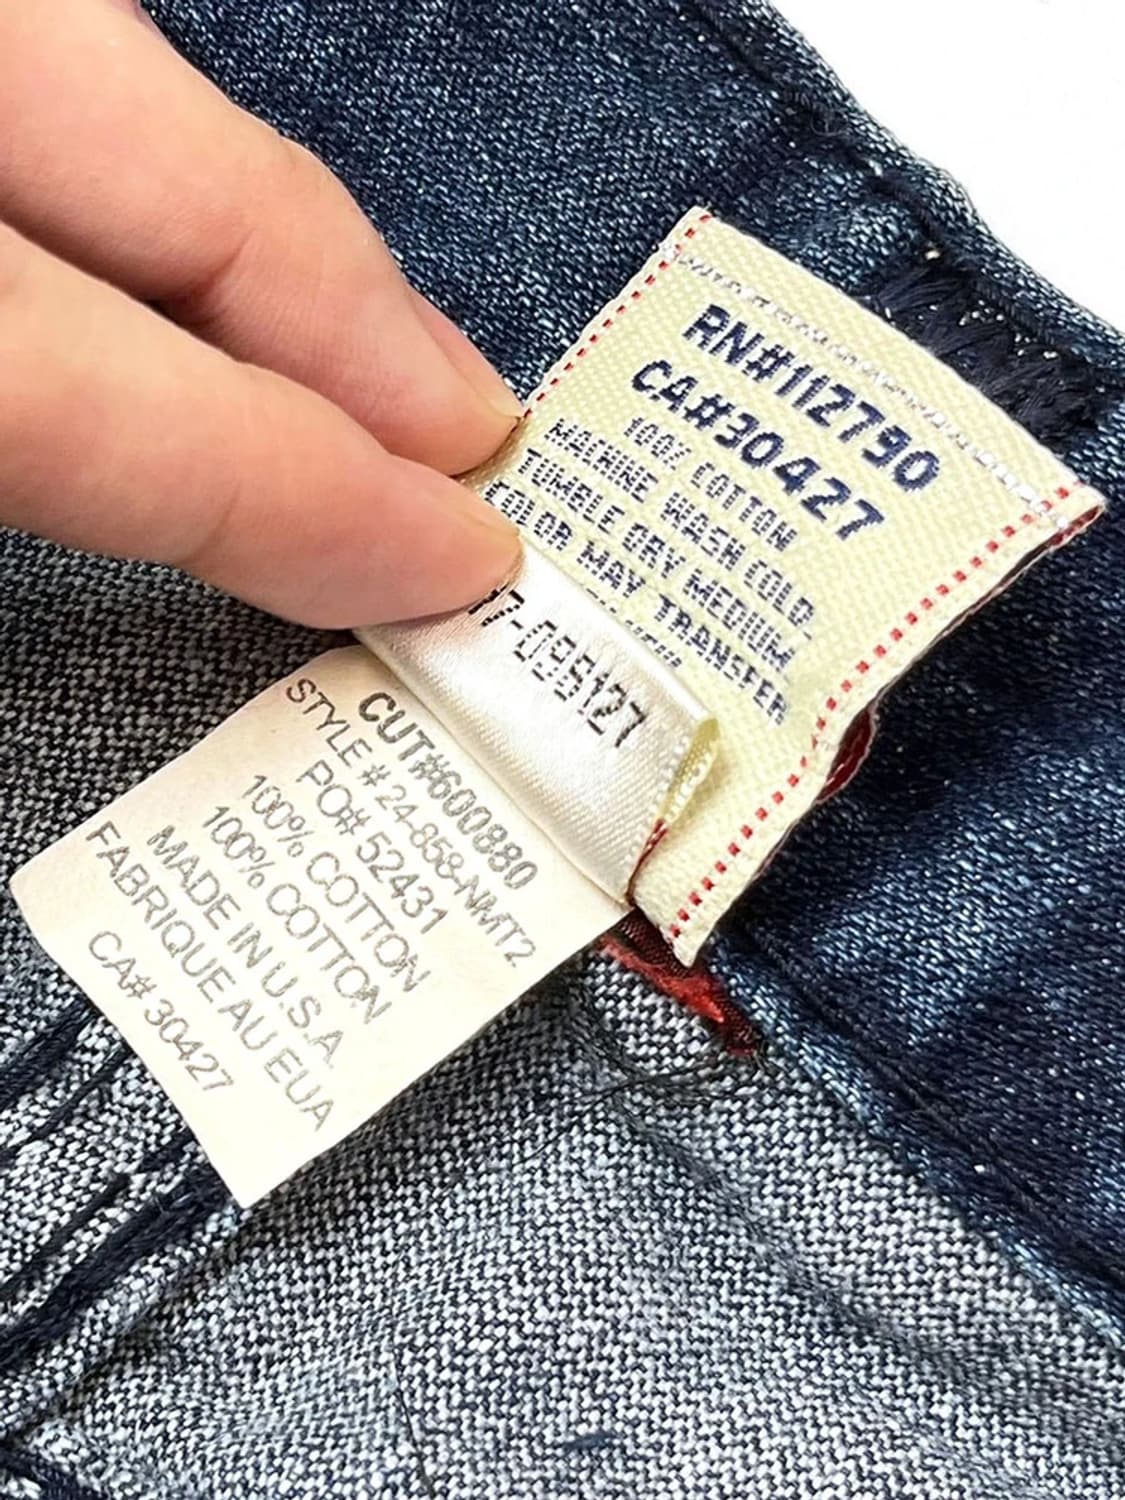 RN#112790
CA#30427
100% COTTON
MACHINE WASH COLD.
TUMBLE DRY MEDIUM.
COLOR MAY TRANSFER
7-095127
CUT#600880
STYLE # 24-858-NMT2.
PO# 52431
100% COTTON
100% COTTON
MADE IN U.S.A.
FABRIQUE AU EUA
CA# 30427